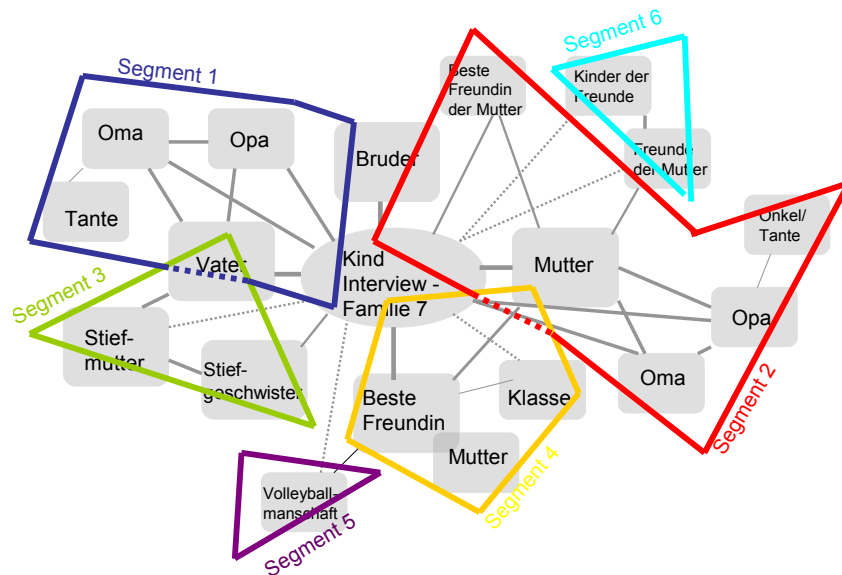 Segment 1
Oma
Opa
Tante
Vater
Bruder
Beste
Freundin
der Mutter
Segment 6
Kinder der
Freunde
Freunde
der Mutter
Onkel/
Tante
Mutter
Opa
Oma
Segment 2
Kind
Interview -
Familie 7
Segment 3
Stief-
mutter
Stief-
geschwister
Beste
Freundin
Klasse
Mutter
Segment 4
Volleyball-
manschaft
Segment 5